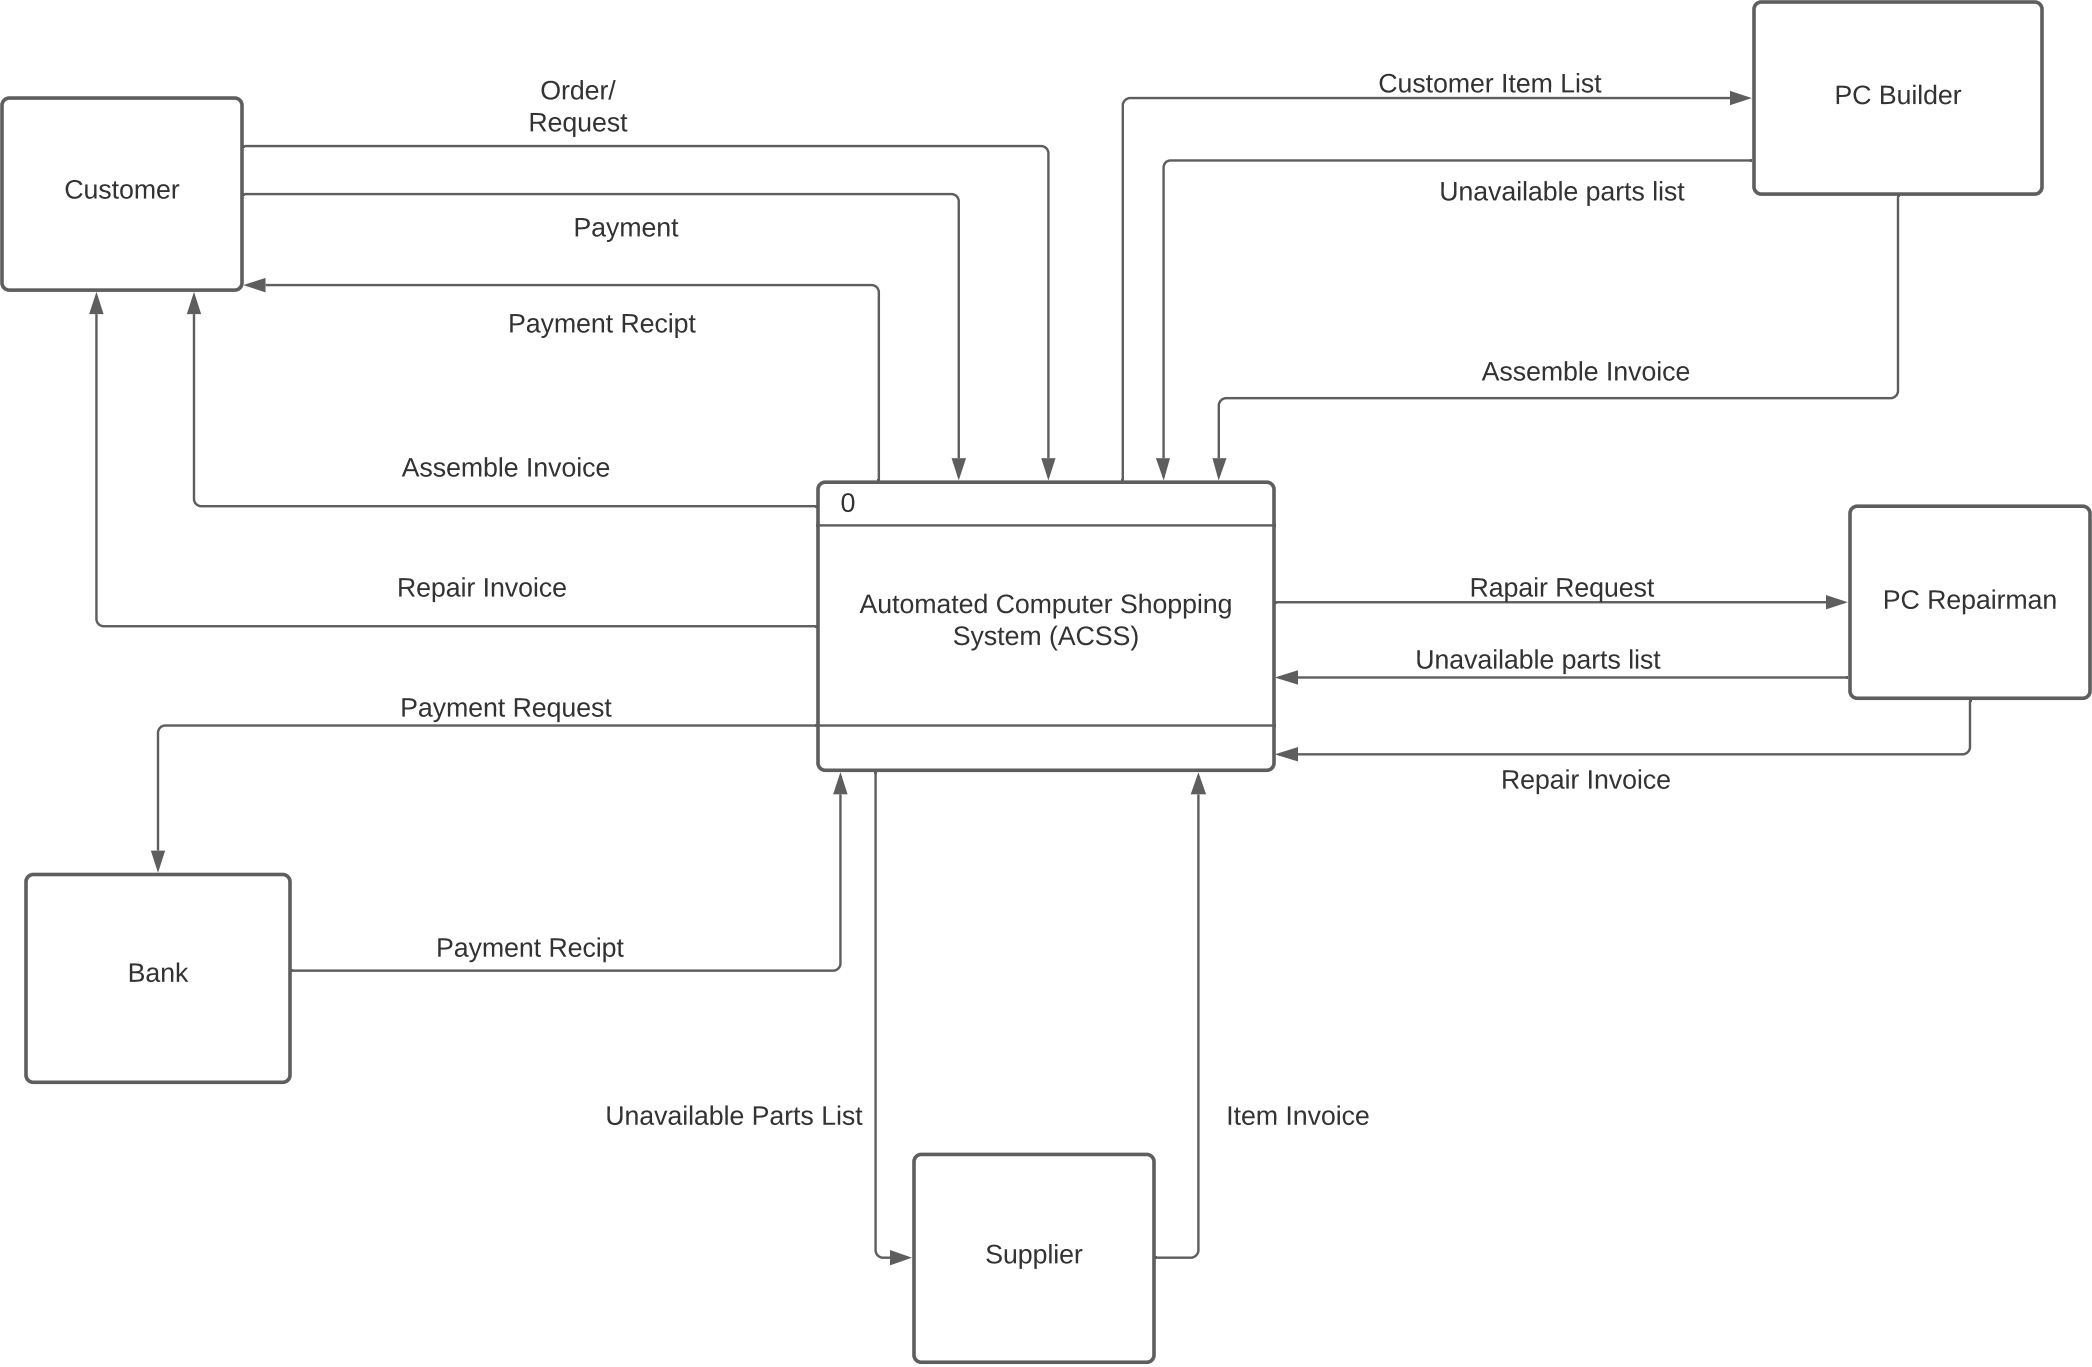 Order/
Request
Customer
Payment
Payment Recipt
Assemble Invoice
Repair Invoice
Payment Request
Bank
Payment Recipt
0
Automated Computer Shopping
System (ACSS)
Customer Item List
PC Builder
Unavailable parts list
Assemble Invoice
Rapair Request
PC Repairman
Unavailable parts list
Repair Invoice
Unavailable Parts List
Item Invoice
Supplier